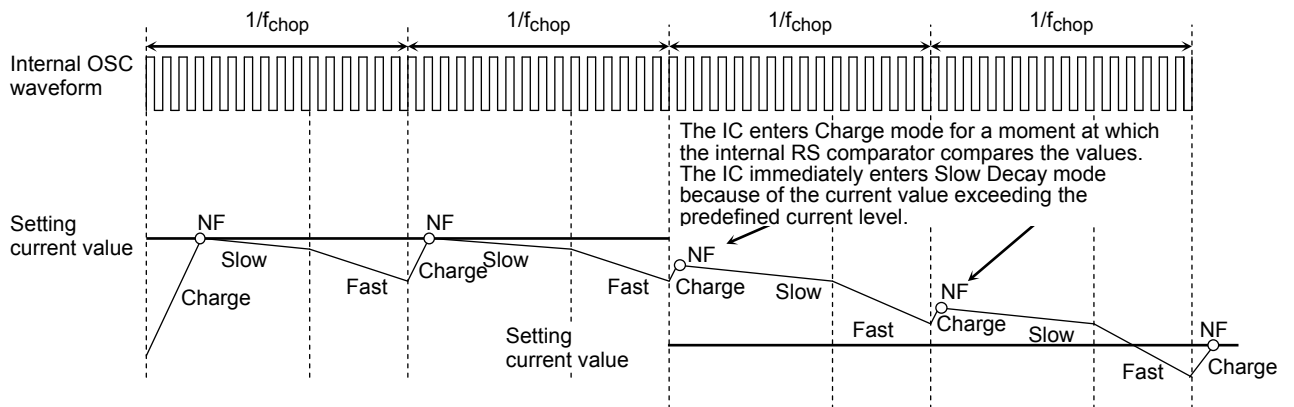 1/fchop 1/fchop 1/fchop 1/fchop
Internal OSC
waveform
The IC enters Charge mode for a moment at which
the internal RS comparator compares the values.
The IC immediately enters Slow Decay mode
because of the current value exceeding the
predefined current level.
Setting
current value
NF
Slow
Charge
Fast
NF
Charge
Slow
Fast
NF
Charge
Slow
Fast
NF
Charge
Slow
Fast
NF
Charge
Setting
current value